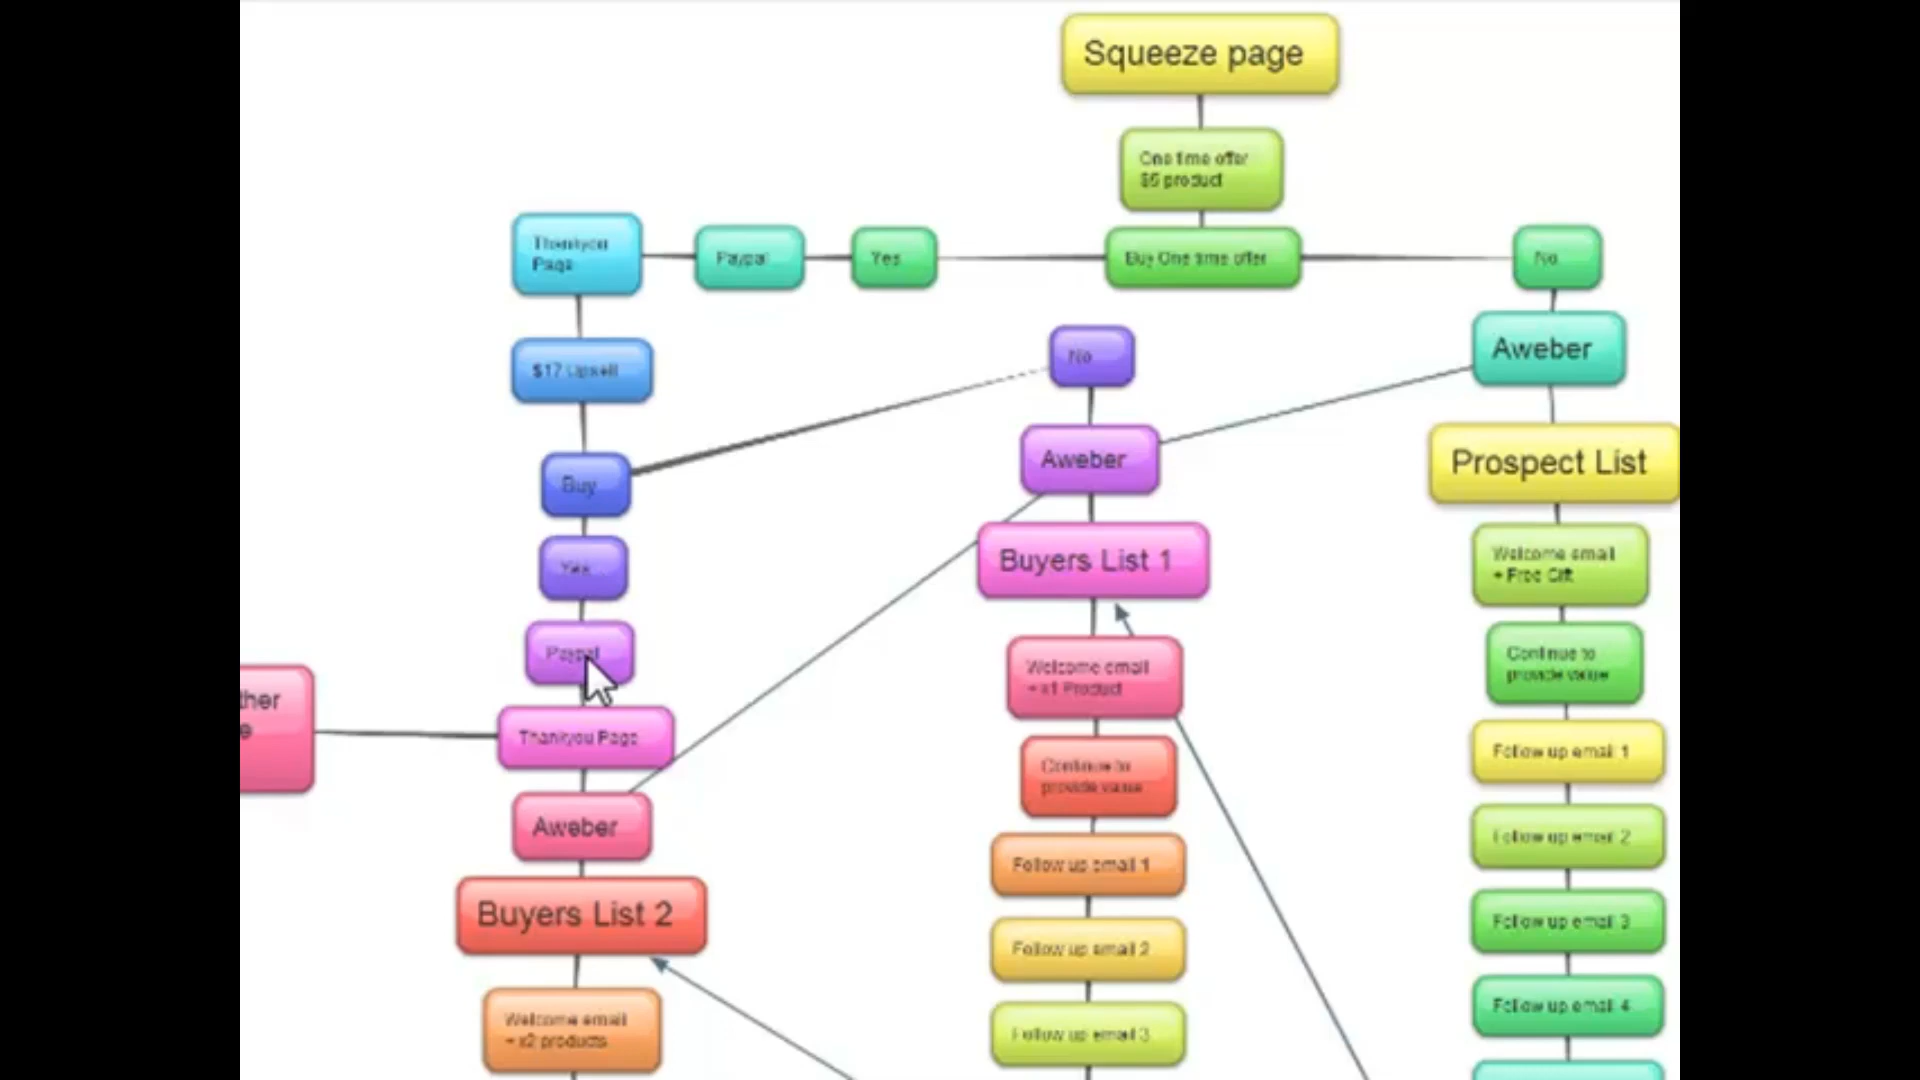 Squeeze page
One time offer
$5 product
Thankyou
Page
Paypal
Yes
Buy One time offer
No
$17 Upsell
No
Aweber
Buy
Aweber
Prospect List
Yes
Buyers List 1
Welcome email
+ Free Gift
Paypal
Welcome email
+ x1 Product
Continue to
provide value
ther
e
Thankyou Page
Continue to
provide value
Follow up email 1
Aweber
Follow up email 1
Follow up email 2
Buyers List 2
Follow up email 2
Follow up email 3
Welcome email
+ x2 products
Follow up email 3
Follow up email 4